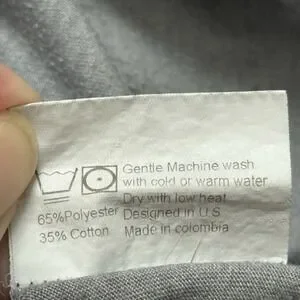 Gentle Machine wash
with cold or warm water
Dry with low heat
65%Polyester Designed in U.S
35% Cotton Made in colombia